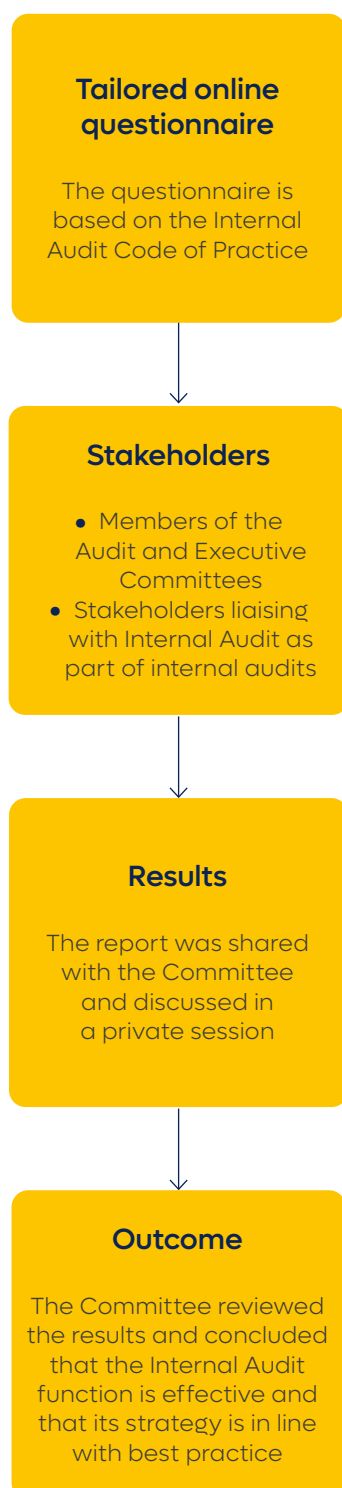 Tailored online
questionnaire
The questionnaire is
based on the Internal
Audit Code of Practice
Stakeholders
• Members of the
Audit and Executive
Committees
• Stakeholders liaising
with Internal Audit as
part of internal audits
Results
The report was shared
with the Committee
and discussed in
a private session
Outcome
The Committee reviewed
the results and concluded
that the Internal Audit
function is effective and
that its strategy is in line
with best practice